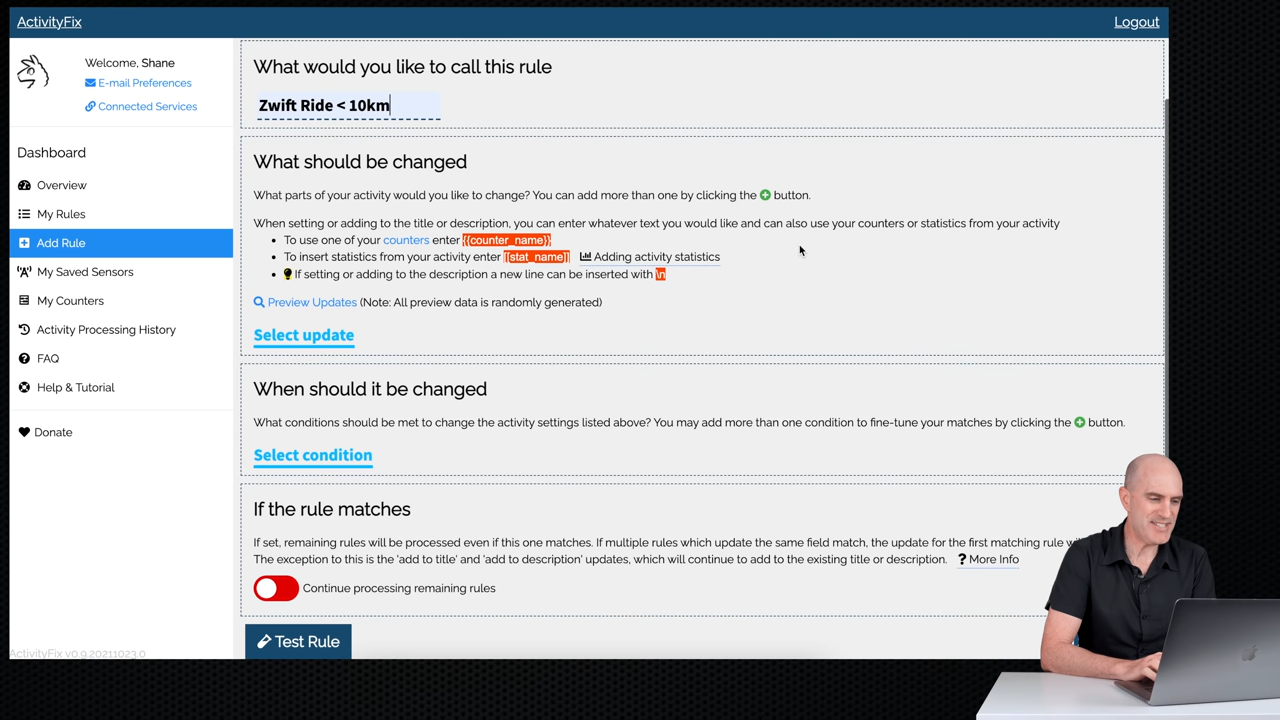 ActivityFix
Logout
Welcome, Shane
E-mail Preferences
Connected Services
Dashboard
Overview
My Rules
Add Rule
My Saved Sensors
My Counters
Activity Processing History
FAQ
Help & Tutorial
Donate
ActivityFix v0.9.20211023.0
What would you like to call this rule
Zwift Ride < 10km
What should be changed
What parts of your activity would you like to change? You can add more than one by clicking the button.
When setting or adding to the title or description, you can enter whatever text you would like and can also use your counters or statistics from your activity
To use one of your counters enter {{counter_name}}
To insert statistics from your activity enter [[stat_name]] Adding activity statistics
If setting or adding to the description a new line can be inserted with \n
Preview Updates (Note: All preview data is randomly generated)
Select update
When should it be changed
What conditions should be met to change the activity settings listed above? You may add more than one condition to fine-tune your matches by clicking the button.
Select condition
If the rule matches
If set, remaining rules will be processed even if this one matches. If multiple rules which update the same field match, the update for the first matching rule
The exception to this is the 'add to title' and 'add to description' updates, which will continue to add to the existing title or description. ? More Info
Continue processing remaining rules
Test Rule